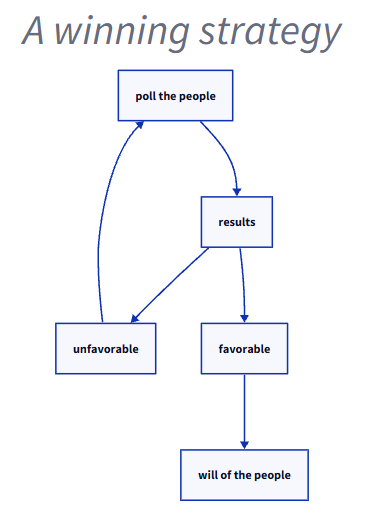 A winning strategy
poll the people
results
unfavorable
favorable
will of the people